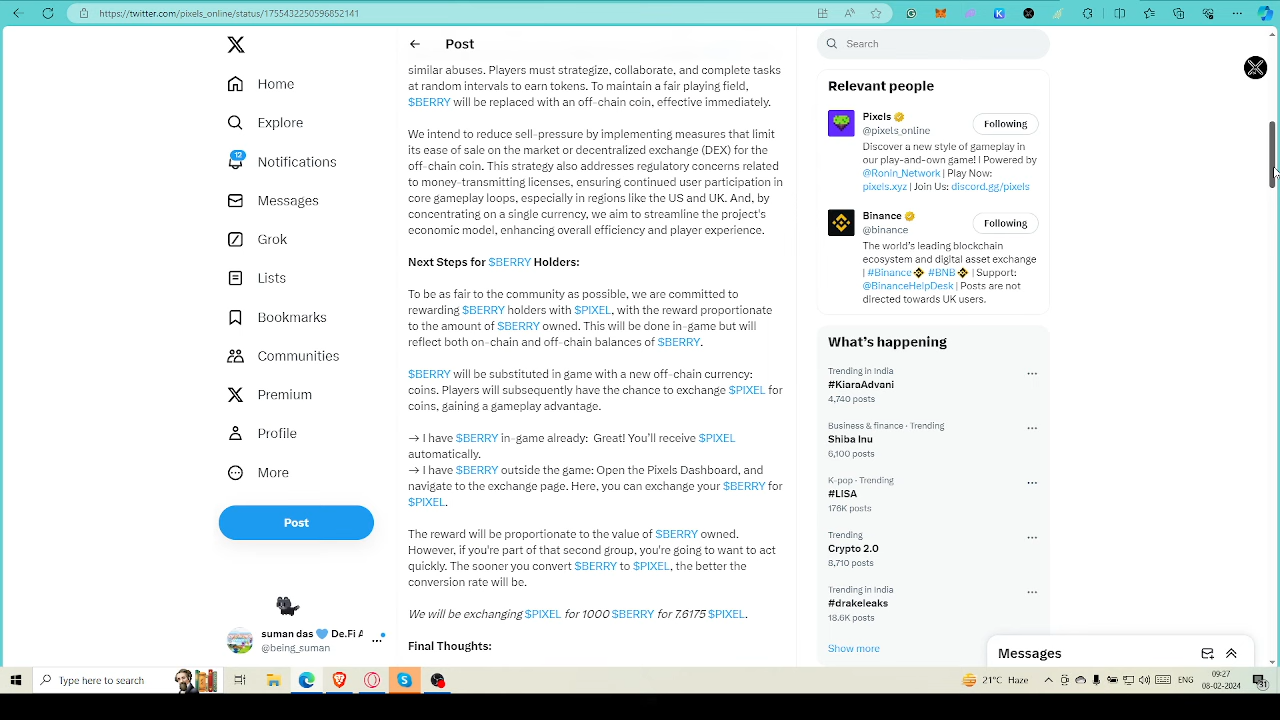 https://twitter.com/pixels_online/status/1755432250596852141
Home
Explore
12
Notifications
Messages
Grok
Lists
Bookmarks
Communities
Premium
Profile
More
Post
suman das 💙 De.Fi A
@being_suman
Post
similar abuses. Players must strategize, collaborate, and complete tasks
at random intervals to earn tokens. To maintain a fair playing field,
$BERRY will be replaced with an off-chain coin, effective immediately.
We intend to reduce sell-pressure by implementing measures that limit
its ease of sale on the market or decentralized exchange (DEX) for the
off-chain coin. This strategy also addresses regulatory concerns related
to money-transmitting licenses, ensuring continued user participation in
core gameplay loops, especially in regions like the US and UK. And, by
concentrating on a single currency, we aim to streamline the project's
economic model, enhancing overall efficiency and player experience.
Next Steps for $BERRY Holders:
To be as fair to the community as possible, we are committed to
rewarding $BERRY holders with $PIXEL, with the reward proportionate
to the amount of $BERRY owned. This will be done in-game but will
reflect both on-chain and off-chain balances of $BERRY.
$BERRY will be substituted in game with a new off-chain currency:
coins. Players will subsequently have the chance to exchange $PIXEL for
coins, gaining a gameplay advantage.
→ I have $BERRY in-game already: Great! You'll receive $PIXEL
automatically.
→ I have $BERRY outside the game: Open the Pixels Dashboard, and
navigate to the exchange page. Here, you can exchange your $BERRY for
$PIXEL.
The reward will be proportionate to the value of $BERRY owned.
However, if you're part of that second group, you're going to want to act
quickly. The sooner you convert $BERRY to $PIXEL, the better the
conversion rate will be.
We will be exchanging $PIXEL for 1000 $BERRY for 7.6175 $PIXEL.
Final Thoughts:
Search
Relevant people
Pixels
@pixels_online
Following
Discover a new style of gameplay in
our play-and-own game! | Powered by
@Ronin_Network | Play Now:
pixels.xyz | Join Us: discord.gg/pixels
Binance
@binance
Following
The world's leading blockchain
ecosystem and digital asset exchange
| #Binance #BNB | Support:
@BinanceHelpDesk | Posts are not
directed towards UK users.
What's happening
Trending in India
#KiaraAdvani
4,740 posts
Business & finance · Trending
Shiba Inu
6,100 posts
K-pop · Trending
#LISA
176K posts
Trending
Crypto 2.0
8,710 posts
Trending in India
#drakeleaks
18.6K posts
Show more
Messages
Type here to search
21°C Haze
ENG
09:27
08-02-2024